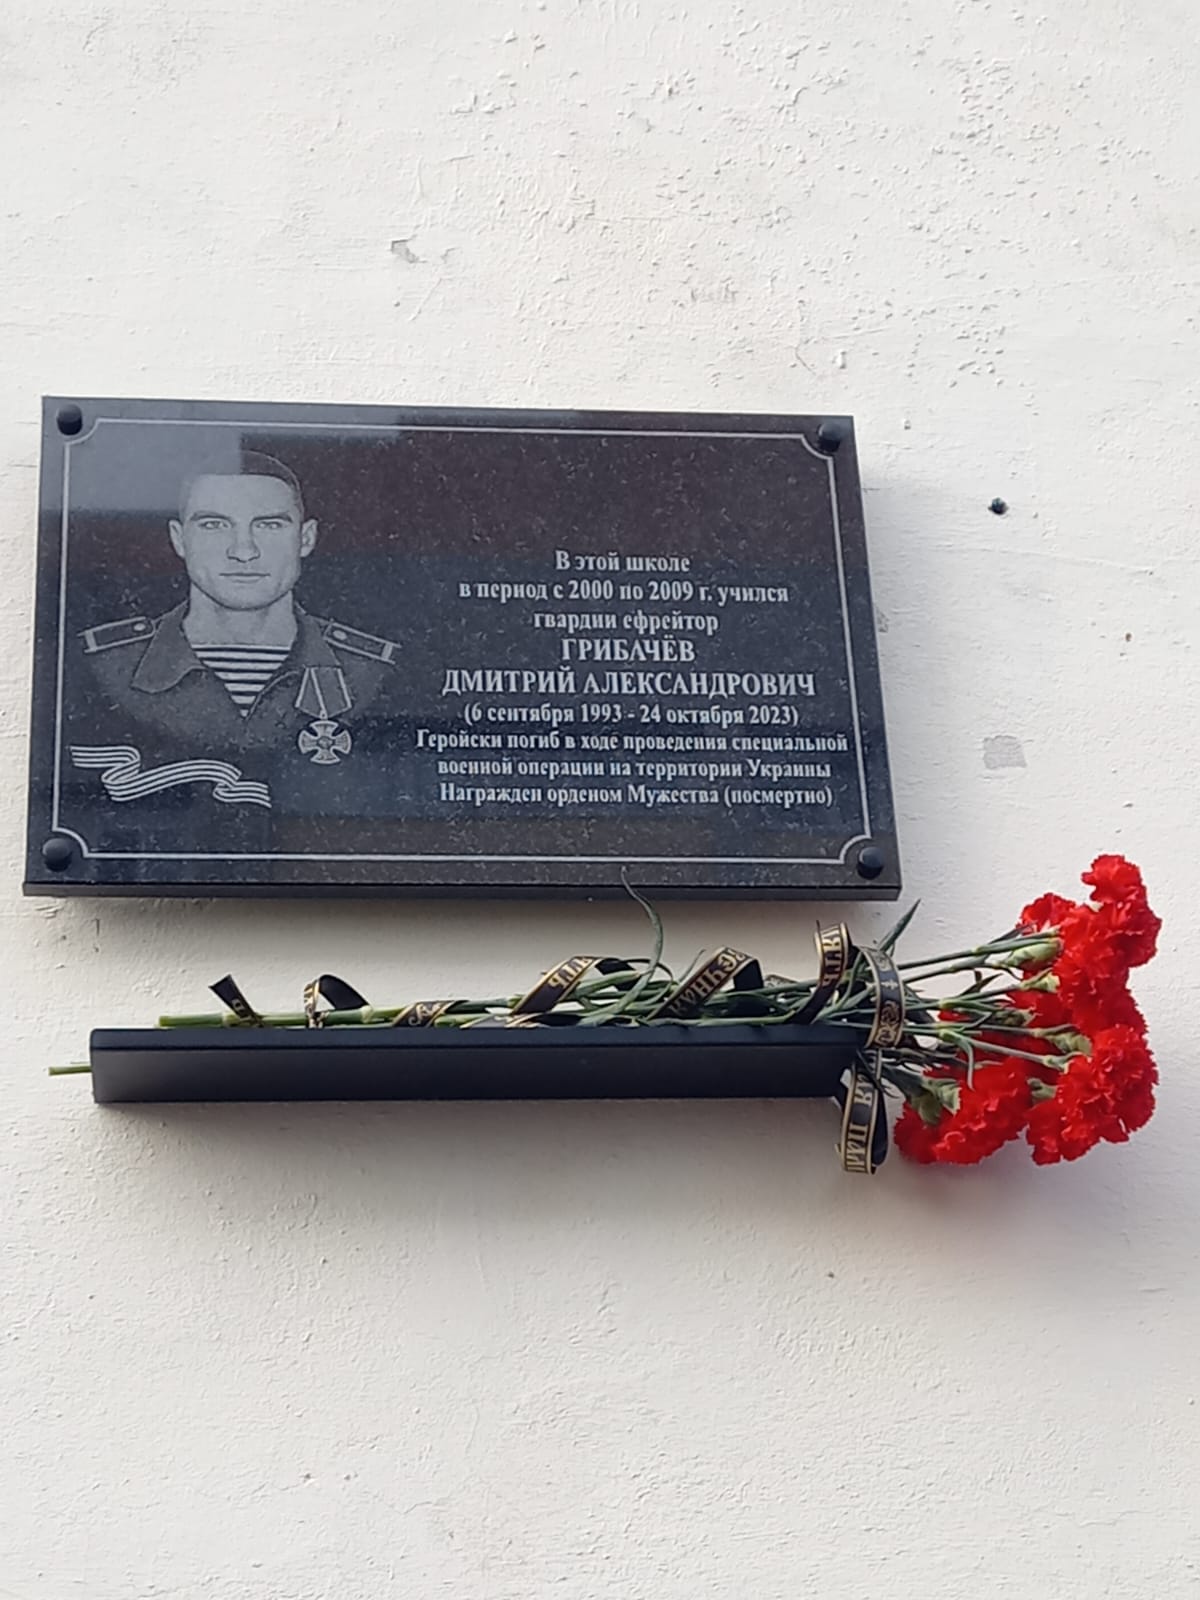 В этой школе
в период с 2000 по 2009 г. учился
гвардии ефрейтор
ГРИБАЧЁВ
ДМИТРИЙ АЛЕКСАНДРОВИЧ
(6 сентября 1993 - 24 октября 2023)
Геройски погиб в ходе проведения специальной
военной операции на территории Украины
Награжден орденом Мужества (посмертно)